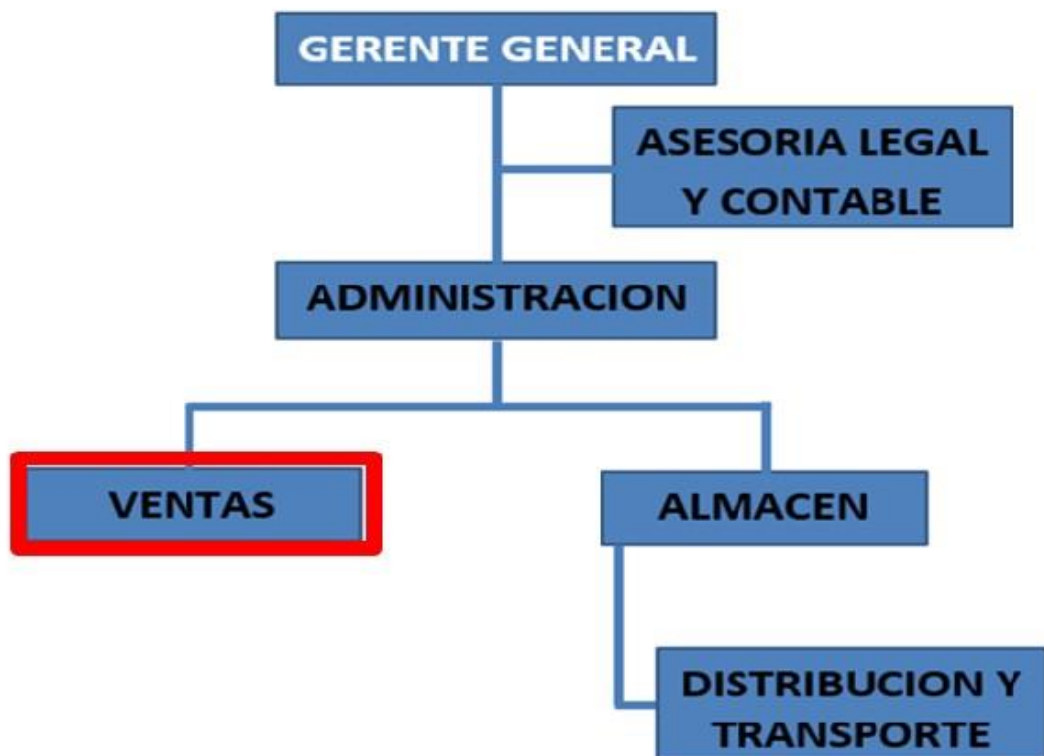 GERENTE GENERAL
ASESORIA LEGAL
Y CONTABLE
ADMINISTRACION
VENTAS
ALMACEN
DISTRIBUCION Y
TRANSPORTE